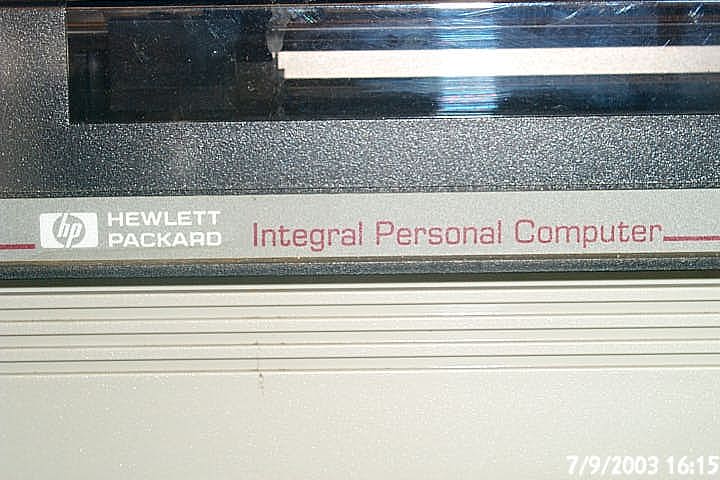 hp HEWLETT
PACKARD
Integral Personal Computer
7/9/2003 16:15